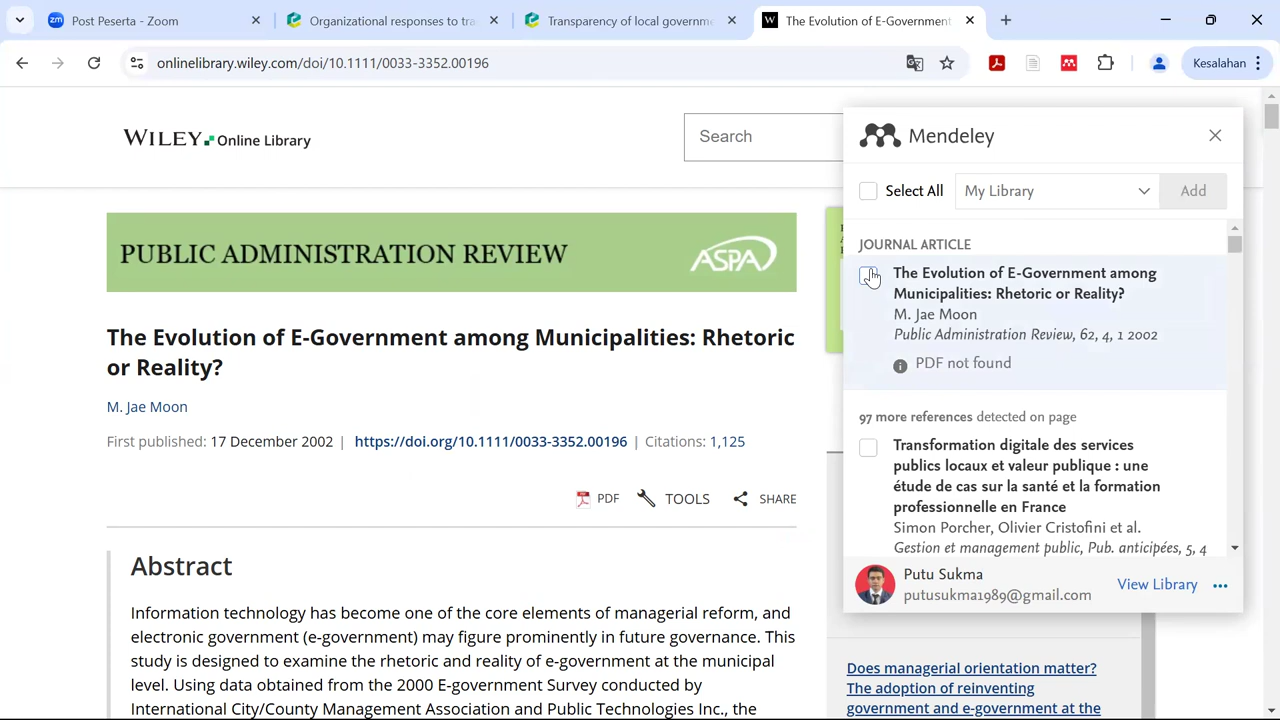 Post Peserta - Zoom
Organizational responses to tra
Transparency of local governme
The Evolution of E-Government
onlinelibrary.wiley.com/doi/10.1111/0033-3352.00196
Kesalahan
WILEY Online Library
Search
PUBLIC ADMINISTRATION REVIEW
ASPA
The Evolution of E-Government among Municipalities: Rhetoric
or Reality?
M. Jae Moon
First published: 17 December 2002 | https://doi.org/10.1111/0033-3352.00196 | Citations: 1,125
PDF TOOLS SHARE
Abstract
Information technology has become one of the core elements of managerial reform, and
electronic government (e-government) may figure prominently in future governance. This
study is designed to examine the rhetoric and reality of e-government at the municipal
level. Using data obtained from the 2000 E-government Survey conducted by
International City/County Management Association and Public Technologies Inc., the
Mendeley
Select All My Library Add
JOURNAL ARTICLE
The Evolution of E-Government among
Municipalities: Rhetoric or Reality?
M. Jae Moon
Public Administration Review, 62, 4, 1 2002
PDF not found
97 more references detected on page
Transformation digitale des services
publics locaux et valeur publique : une
étude de cas sur la santé et la formation
professionnelle en France
Simon Porcher, Olivier Cristofini et al.
Gestion et management public, Pub. anticipées, 5, 4
Putu Sukma
putusukma1989@gmail.com
View Library
Does managerial orientation matter?
The adoption of reinventing
government and e-government at the